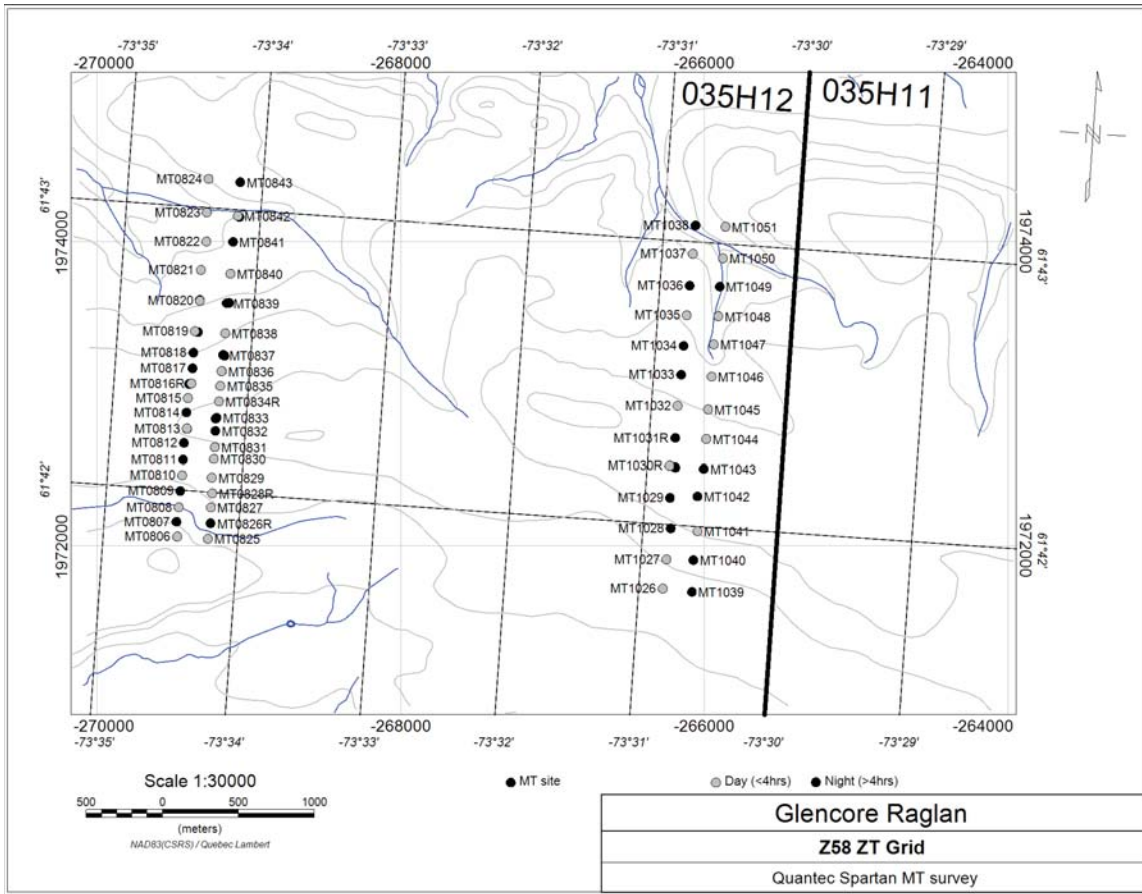 -73°35' -73°34' -73°33' -73°32' -73°31' -73°30' -73°29'
-270000 -268000 -266000 -264000
035H12 035H11
N
61°43' 1974000 61°42' 1972000
1974000 61°43' 1972000 61°42'
MT0824 MT0843
MT0823 MT0842
MT0822 MT0841
MT0821 MT0840
MT0820 MT0839
MT0819 MT0838
MT0818 MT0837
MT0817 MT0836
MT0816R MT0835
MT0815 MT0834R
MT0814 MT0833
MT0813 MT0832
MT0812 MT0831
MT0811 MT0830
MT0810 MT0829
MT0809 MT0828R
MT0808 MT0827
MT0807 MT0826R
MT0806 MT0825
MT1038 MT1051
MT1037 MT1050
MT1036 MT1049
MT1035 MT1048
MT1034 MT1047
MT1033 MT1046
MT1032 MT1045
MT1031R MT1044
MT1030R MT1043
MT1029 MT1042
MT1028 MT1041
MT1027 MT1040
MT1026 MT1039
-270000 -268000 -266000 -264000
-73°35' -73°34' -73°33' -73°32' -73°31' -73°30' -73°29'
Scale 1:30000
500 0 500 1000
(meters)
NAD83(CSRS) / Quebec Lambert
MT site Day (<4hrs) Night (>4hrs)
Glencore Raglan
Z58 ZT Grid
Quantec Spartan MT survey